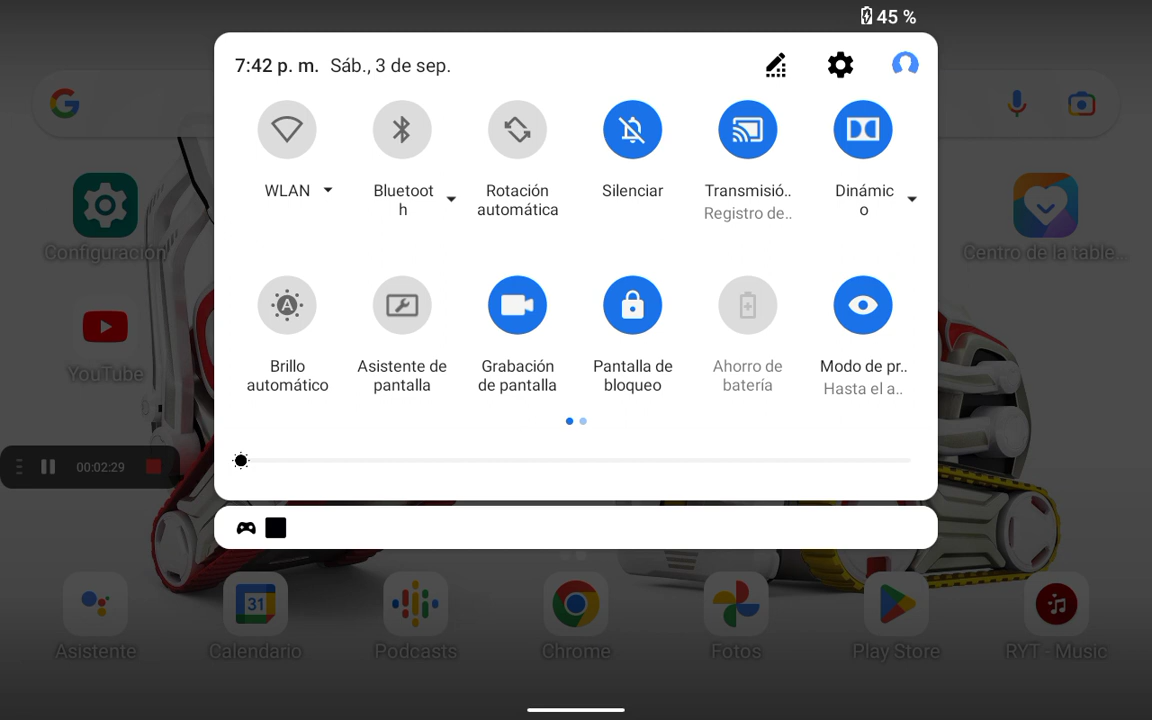 45 %
7:42 p. m. Sáb., 3 de sep.
WLAN
Bluetoot
h
Rotación
automática
Silenciar
Transmisió..
Registro de..
Dinámic
o
Configuración
Centro de la table...
A
Brillo
automático
Asistente de
pantalla
Grabación
de pantalla
Pantalla de
bloqueo
Ahorro de
batería
Modo de pr..
Hasta el a..
YouTube
00:02:29
31
Asistente
Calendario
Podcasts
Chrome
Fotos
Play Store
RYT - Music